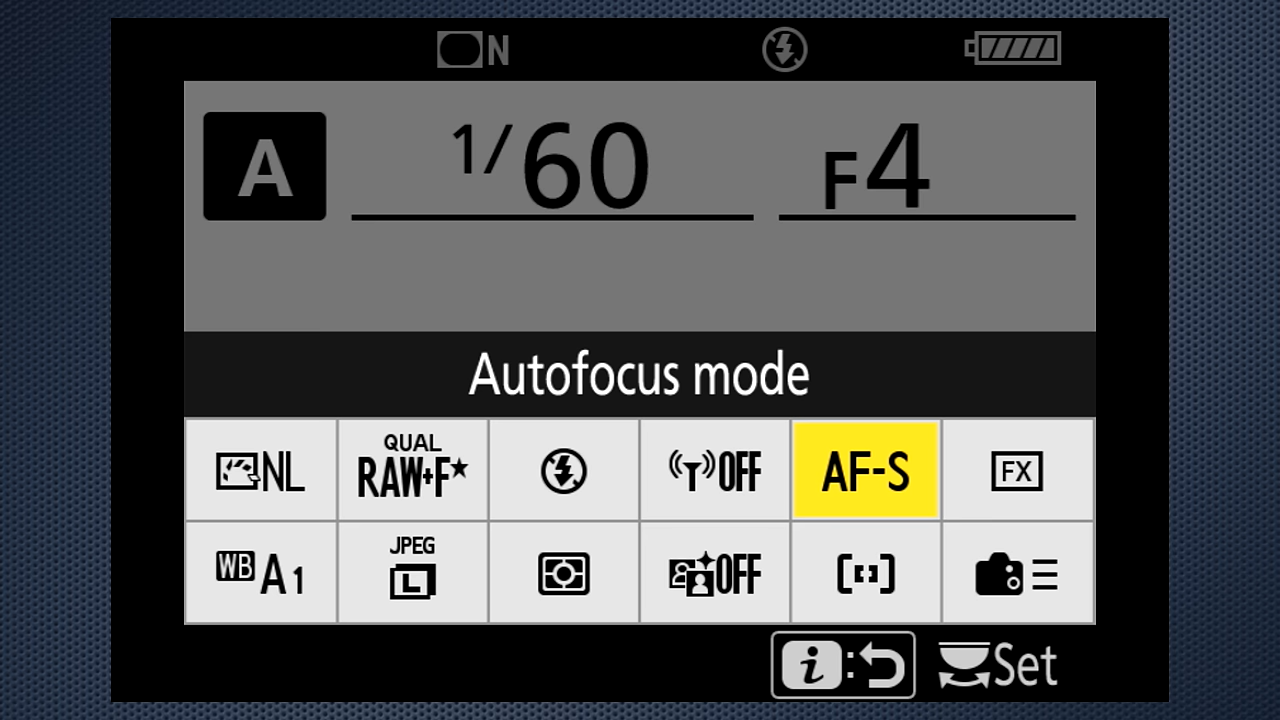 N
A 1/60 F4
Autofocus mode
NL QUAL RAW+F★ OFF AF-S FX
WB A1 JPEG L OFF
i : Set